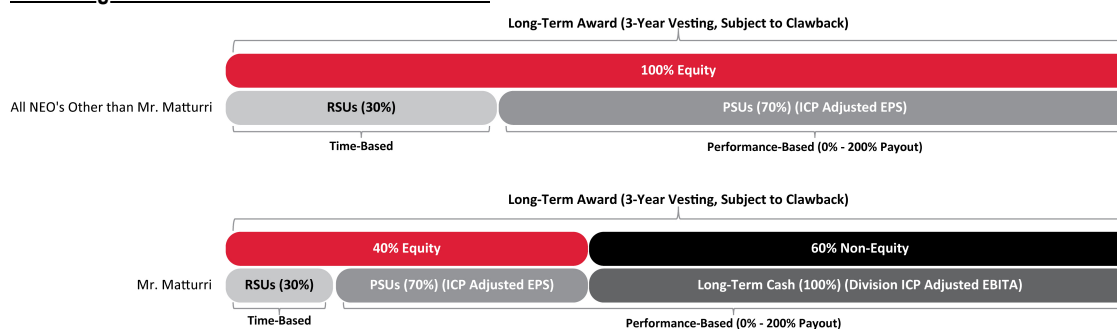 Long-Term Award (3-Year Vesting, Subject to Clawback)
100% Equity
All NEO's Other than Mr. Matturri
RSUs (30%)
PSUs (70%) (ICP Adjusted EPS)
Time-Based
Performance-Based (0% - 200% Payout)
Long-Term Award (3-Year Vesting, Subject to Clawback)
40% Equity
60% Non-Equity
Mr. Matturri
RSUs (30%)
PSUs (70%) (ICP Adjusted EPS)
Long-Term Cash (100%) (Division ICP Adjusted EBITA)
Time-Based
Performance-Based (0% - 200% Payout)